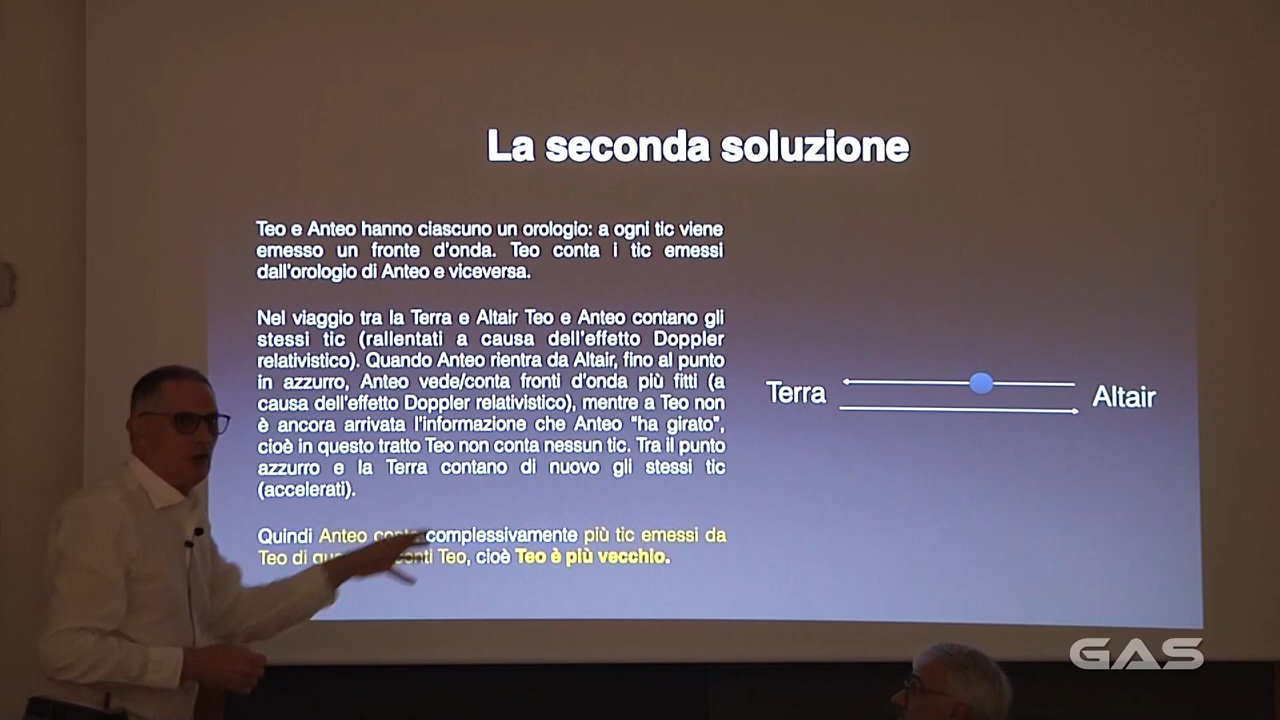 La seconda soluzione
Teo e Anteo hanno ciascuno un orologio: a ogni tic viene
emesso un fronte d'onda. Teo conta i tic emessi
dall'orologio di Anteo e viceversa.
Nel viaggio tra la Terra e Altair Teo e Anteo contano gli
stessi tic (rallentati a causa dell'effetto Doppler
relativistico). Quando Anteo rientra da Altair, fino al punto
in azzurro, Anteo vede/conta fronti d'onda più fitti (a
causa dell'effetto Doppler relativistico), mentre a Teo non
è ancora arrivata l'informazione che Anteo "ha girato",
cioè in questo tratto Teo non conta nessun tic. Tra il punto
azzurro e la Terra contano di nuovo gli stessi tic
(accelerati).
Quindi Anteo conta complessivamente più tic emessi da
Teo di Teo, cioè Teo è più vecchio.
Terra
Altair
GAS